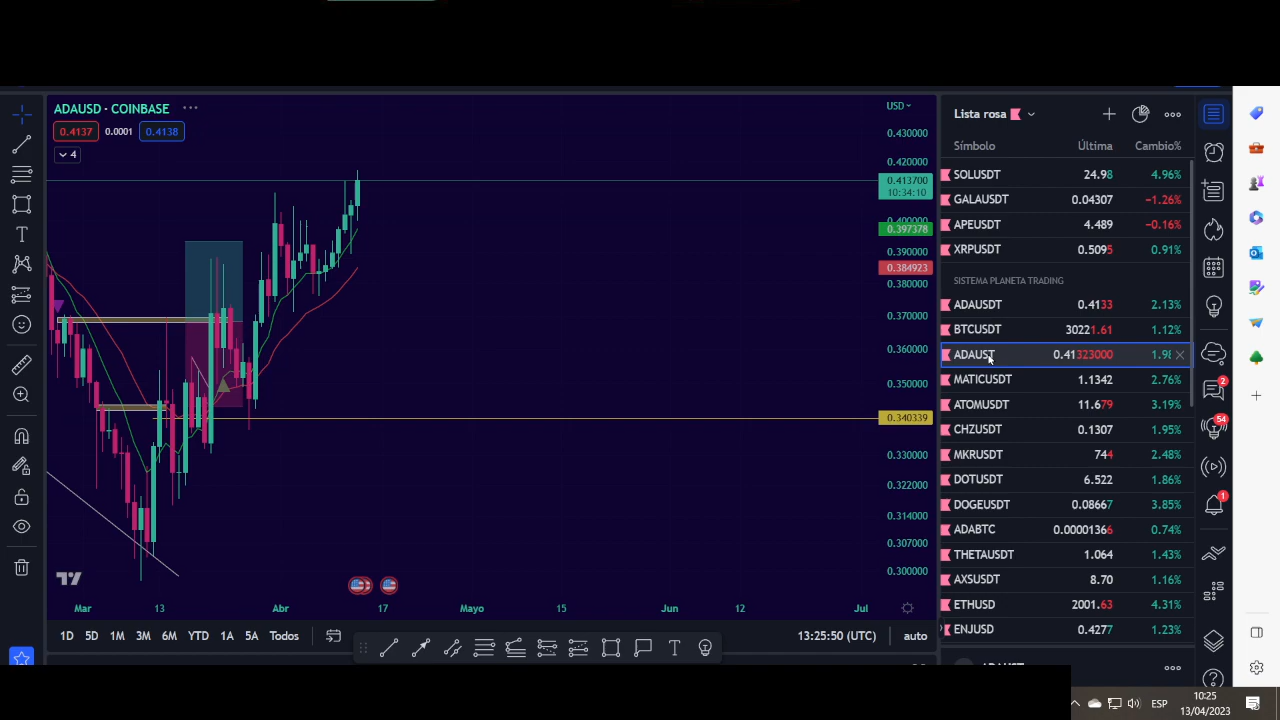 ADAUSD · COINBASE
0.4137 0.0001 0.4138
4
USD
0.430000
0.420000
0.413700
10:34:10
0.400000
0.397378
0.390000
0.384923
0.380000
0.370000
0.360000
0.350000
0.340339
0.330000
0.322000
0.314000
0.307000
0.300000
Mar 13 Abr 17 Mayo 15 Jun 12 Jul
1D 5D 1M 3M 6M YTD 1A 5A Todos
13:25:50 (UTC) auto
Lista rosa
Símbolo Última Cambio%
SOLUSDT 24.98 4.96%
GALAUSDT 0.04307 −1.26%
APEUSDT 4.489 −0.16%
XRPUSDT 0.5095 0.91%
SISTEMA PLANETA TRADING
ADAUSDT 0.4133 2.13%
BTCUSDT 30221.61 1.12%
ADAUST 0.41323000
MATICUSDT 1.1342 2.76%
ATOMUSDT 11.679 3.19%
CHZUSDT 0.1307 1.95%
MKRUSDT 744 2.48%
DOTUSDT 6.522 1.86%
DOGEUSDT 0.08667 3.85%
ADABTC 0.00001366 0.74%
THETAUSDT 1.064 1.43%
AXSUSDT 8.70 1.16%
ETHUSD 2001.63 4.31%
ENJUSD 0.4277 1.23%
2
54
1
ESP
10:25
13/04/2023